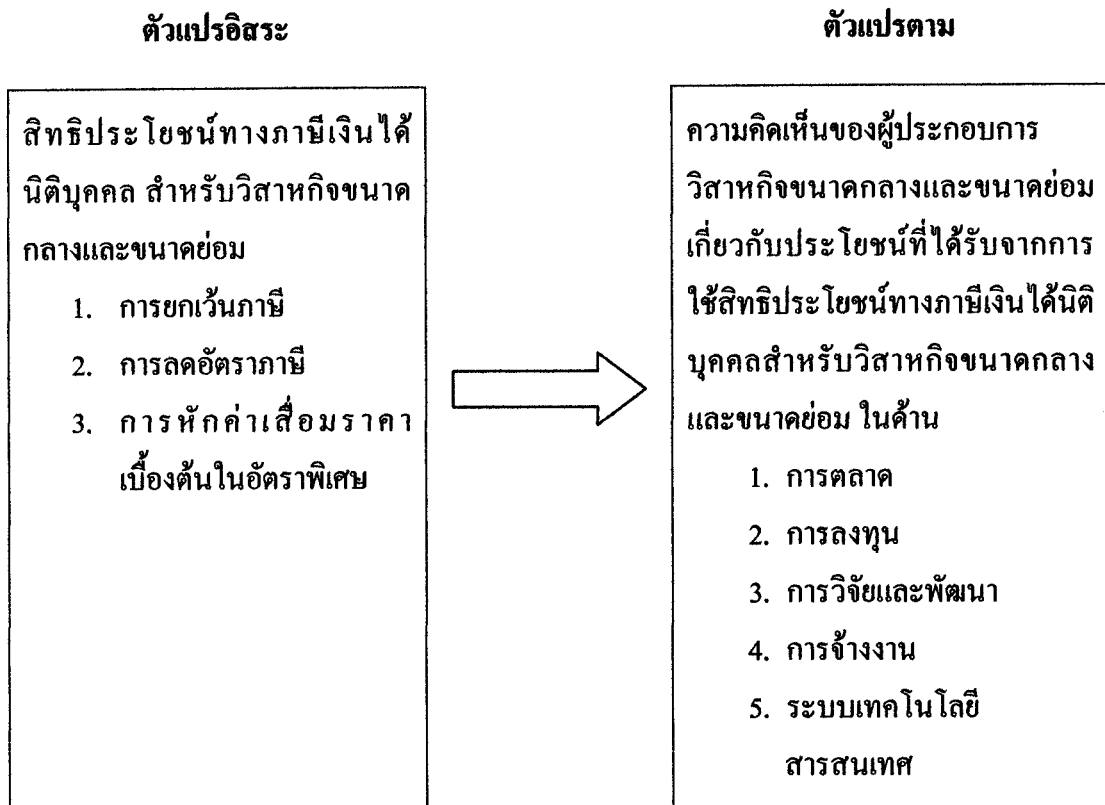 ตัวแปรอิสระ
สิทธิประโยชน์ทางภาษีเงินได้
นิติบุคคล สำหรับวิสาหกิจขนาด
กลางและขนาดย่อม
1. การยกเว้นภาษี
2. การลดอัตราภาษี
3. การหักค่าเสื่อมราคา
เบื้องต้นในอัตราพิเศษ
ตัวแปรตาม
ความคิดเห็นของผู้ประกอบการ
วิสาหกิจขนาดกลางและขนาดย่อม
เกี่ยวกับประโยชน์ที่ได้รับจากการ
ใช้สิทธิประโยชน์ทางภาษีเงินได้นิติ
บุคคลสำหรับวิสาหกิจขนาดกลาง
และขนาดย่อม ในด้าน
1. การตลาด
2. การลงทุน
3. การวิจัยและพัฒนา
4. การจ้างงาน
5. ระบบเทคโนโลยี
สารสนเทศ